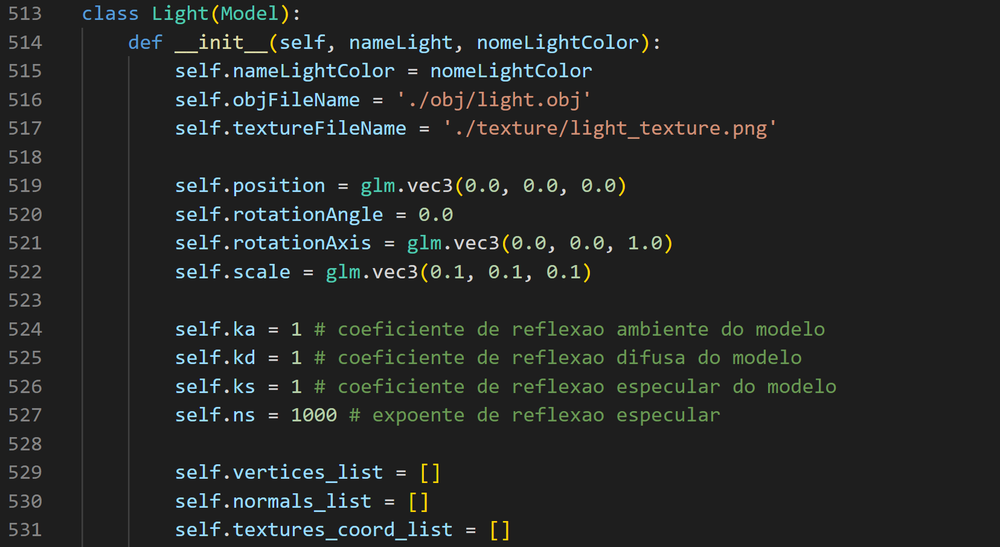 513 class Light(Model):
514 def __init__(self, nameLight, nomeLightColor):
515 self.nameLightColor = nomeLightColor
516 self.objFileName = './obj/light.obj'
517 self.textureFileName = './texture/light_texture.png'
518
519 self.position = glm.vec3(0.0, 0.0, 0.0)
520 self.rotationAngle = 0.0
521 self.rotationAxis = glm.vec3(0.0, 0.0, 1.0)
522 self.scale = glm.vec3(0.1, 0.1, 0.1)
523
524 self.ka = 1 # coeficiente de reflexao ambiente do modelo
525 self.kd = 1 # coeficiente de reflexao difusa do modelo
526 self.ks = 1 # coeficiente de reflexao especular do modelo
527 self.ns = 1000 # expoente de reflexao especular
528
529 self.vertices_list = []
530 self.normals_list = []
531 self.textures_coord_list = []